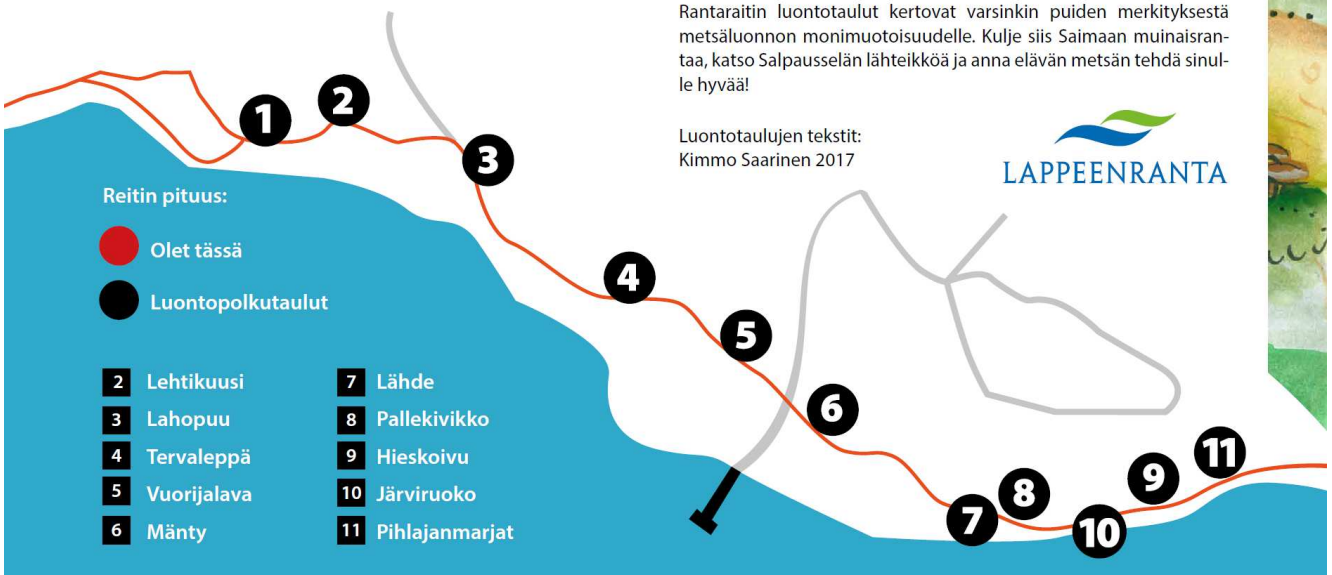 Rantaraitin luontotaulut kertovat varsinkin puiden merkityksestä
metsäluonnon monimuotoisuudelle. Kulje siis Saimaan muinaisran-
taa, katso Salpausselän lähteikköä ja anna elävän metsän tehdä sinul-
le hyvää!
Luontotaulujen tekstit:
Kimmo Saarinen 2017
LAPPEENRANTA
1
2
3
4
5
6
7
8
9
10
11
Reitin pituus:
Olet tässä
Luontopolkutaulut
2 Lehtikuusi
3 Lahopuu
4 Tervaleppä
5 Vuorijalava
6 Mänty
7 Lähde
8 Pallekivikko
9 Hieskoivu
10 Järviruoko
11 Pihlajanmarjat